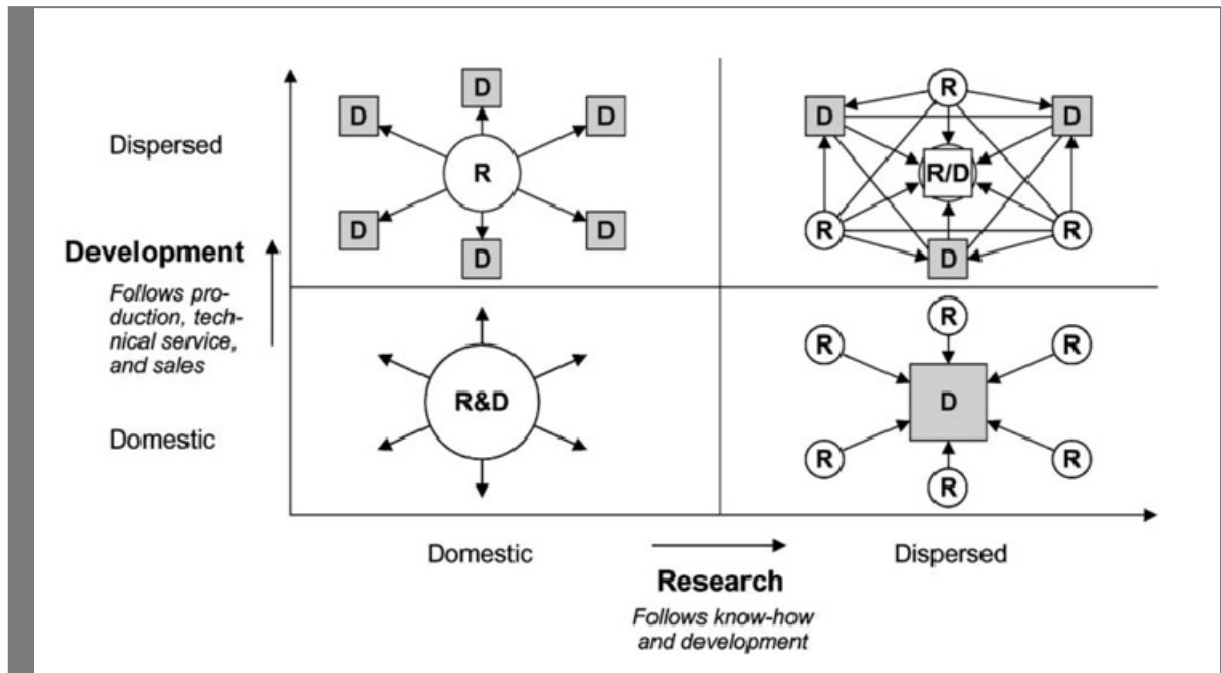 D
D
D
R
D
D
D
R
D
D
R/D
R
R
D
Dispersed
Development
Follows pro-
duction, tech-
nical service,
and sales
Domestic
R&D
R
R
R
D
R
R
R
Domestic
Dispersed
Research
Follows know-how
and development